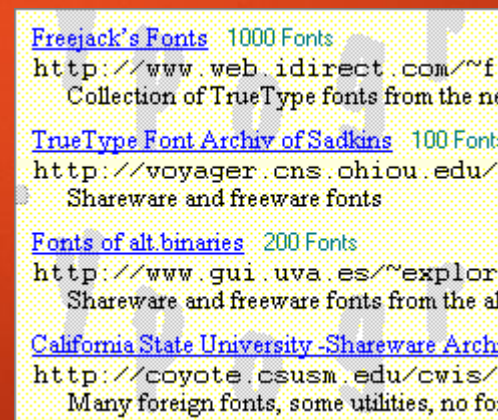 Freejack's Fonts 1000 Fonts
http://www.web.idirect.com/~f
Collection of TrueType fonts from the ne
TrueType Font Archiv of Sadkins 100 Fonts
http://voyager.cns.ohiou.edu/
Shareware and freeware fonts
Fonts of alt.binaries 200 Fonts
http://www.gui.uva.es/~explor
Shareware and freeware fonts from the al
California State University -Shareware Archi
http://coyote.csusm.edu/cwis/
Many foreign fonts, some utilities, no fo